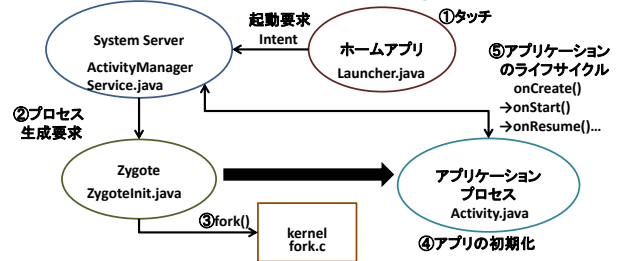 ①タッチ
起動要求
Intent
System Server
ActivityManager
Service.java
ホームアプリ
Launcher.java
⑤アプリケーション
のライフサイクル
onCreate()
→onStart()
→onResume()...
②プロセス
生成要求
Zygote
ZygoteInit.java
アプリケーション
プロセス
Activity.java
③fork()
kernel
fork.c
④アプリの初期化